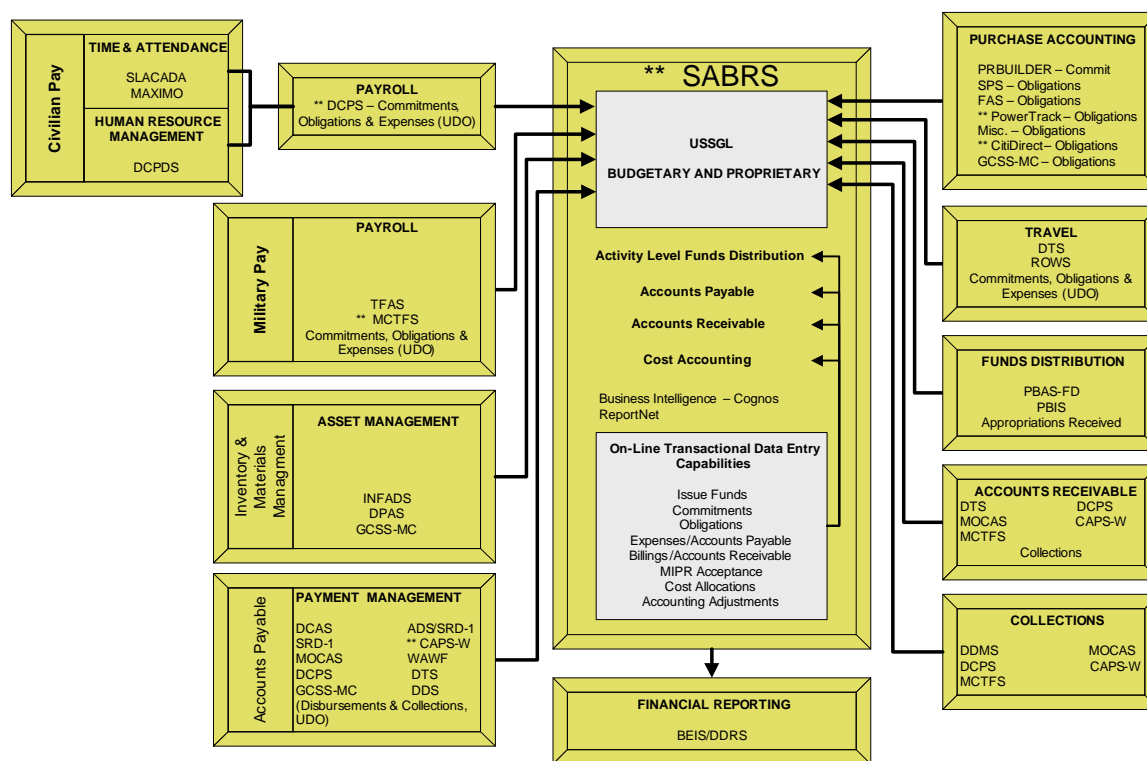 Civilian Pay
TIME & ATTENDANCE
SLACADA
MAXIMO
HUMAN RESOURCE
MANAGEMENT
DCPDS
PAYROLL
** DCPS – Commitments,
Obligations & Expenses (UDO)
Military Pay
PAYROLL
TFAS
** MCTFS
Commitments, Obligations &
Expenses (UDO)
Inventory &
Materials
Managment
ASSET MANAGEMENT
INFADS
DPAS
GCSS-MC
Accounts Payable
PAYMENT MANAGEMENT
DCAS ADS/SRD-1
SRD-1 ** CAPS-W
MOCAS WAWF
DCPS DTS
GCSS-MC DDS
(Disbursements & Collections,
UDO)
** SABRS
USSGL
BUDGETARY AND PROPRIETARY
Activity Level Funds Distribution
Accounts Payable
Accounts Receivable
Cost Accounting
Business Intelligence – Cognos
ReportNet
On-Line Transactional Data Entry
Capabilities
Issue Funds
Commitments
Obligations
Expenses/Accounts Payable
Billings/Accounts Receivable
MIPR Acceptance
Cost Allocations
Accounting Adjustments
FINANCIAL REPORTING
BEIS/DDRS
PURCHASE ACCOUNTING
PRBUILDER – Commit
SPS – Obligations
FAS – Obligations
** PowerTrack – Obligations
Misc. – Obligations
** CitiDirect – Obligations
GCSS-MC – Obligations
TRAVEL
DTS
ROWS
Commitments, Obligations &
Expenses (UDO)
FUNDS DISTRIBUTION
PBAS-FD
PBIS
Appropriations Received
ACCOUNTS RECEIVABLE
DTS DCPS
MOCAS CAPS-W
MCTFS
Collections
COLLECTIONS
DDMS MOCAS
DCPS CAPS-W
MCTFS